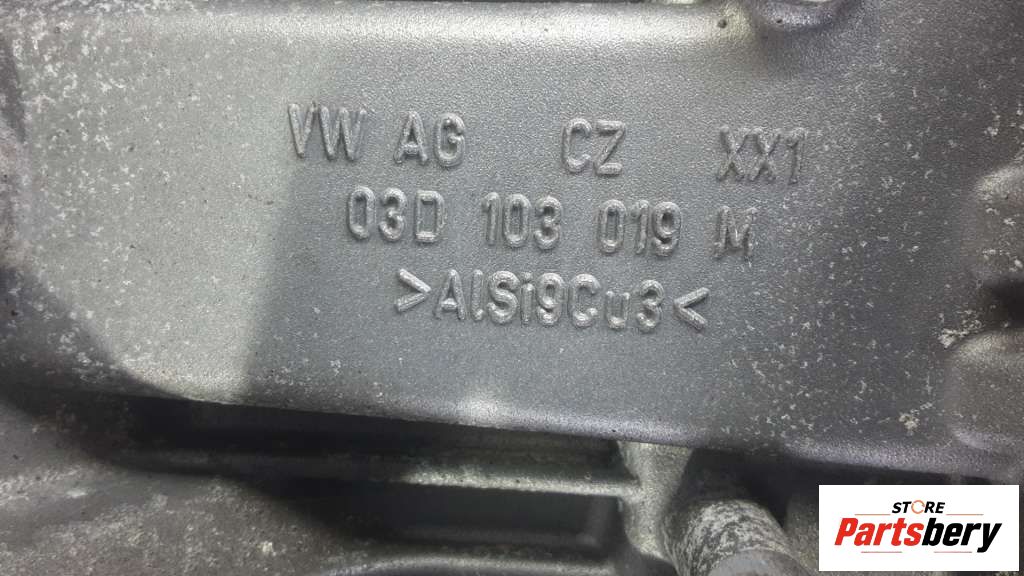 VW AG CZ XX1
03D 103 019 M
>AlSi9Cu3<
STORE
Partsbery